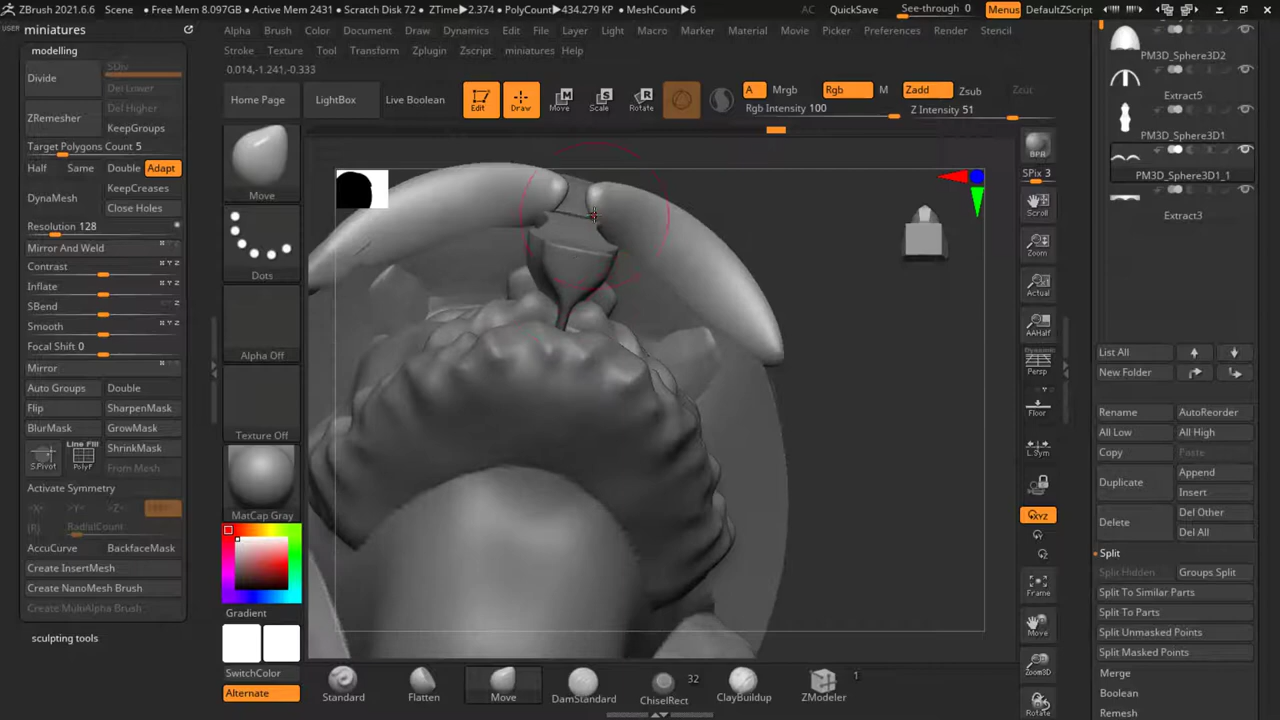 ZBrush 2021.6.6 Scene • Free Mem 8.097GB • Active Mem 2431 • Scratch Disk 72 • ZTime▶2.374 • PolyCount▶434.279 KP • MeshCount▶6 AC QuickSave See-through 0 Menus DefaultZScript
USER miniatures Alpha Brush Color Document Draw Dynamics Edit File Layer Light Macro Marker Material Movie Picker Preferences Render Stencil
Stroke Texture Tool Transform Zplugin Zscript miniatures Help
0.014,-1.241,-0.333
Home Page LightBox Live Boolean Edit Draw Move Scale Rotate A Mrgb Rgb M Zadd Zsub Zcut
Rgb Intensity 100 Z Intensity 51
modelling
SDiv
Divide Del Lower
Del Higher
ZRemesher KeepGroups
Target Polygons Count 5
Half Same Double Adapt
DynaMesh KeepCreases
Close Holes
Resolution 128
Mirror And Weld
Contrast
Inflate
SBend
Smooth
Focal Shift 0
Mirror
Auto Groups Double
Flip SharpenMask
BlurMask GrowMask
S.Pivot Line Fill PolyF ShrinkMask
From Mesh
Activate Symmetry
>X< >Y< >Z<
(R) RadialCount
AccuCurve BackfaceMask
Create InsertMesh
Create NanoMesh Brush
Create MultiAlpha Brush
sculpting tools
Move
Dots
Alpha Off
Texture Off
MatCap Gray
Gradient
SwitchColor
Alternate
Standard Flatten Move DamStandard ChiselRect 32 ClayBuildup ZModeler 1
BPR
SPix 3
Scroll
Zoom
Actual
AAHalf
Dynamic
Persp
Floor
L.Sym
XYZ
Frame
Move
Zoom3D
Rotate
PM3D_Sphere3D2
Extract5
PM3D_Sphere3D1
PM3D_Sphere3D1_1
Extract3
List All
New Folder
Rename AutoReorder
All Low All High
Copy Paste
Duplicate Append
Insert
Delete Del Other
Del All
Split
Split Hidden Groups Split
Split To Similar Parts
Split To Parts
Split Unmasked Points
Split Masked Points
Merge
Boolean
Remesh